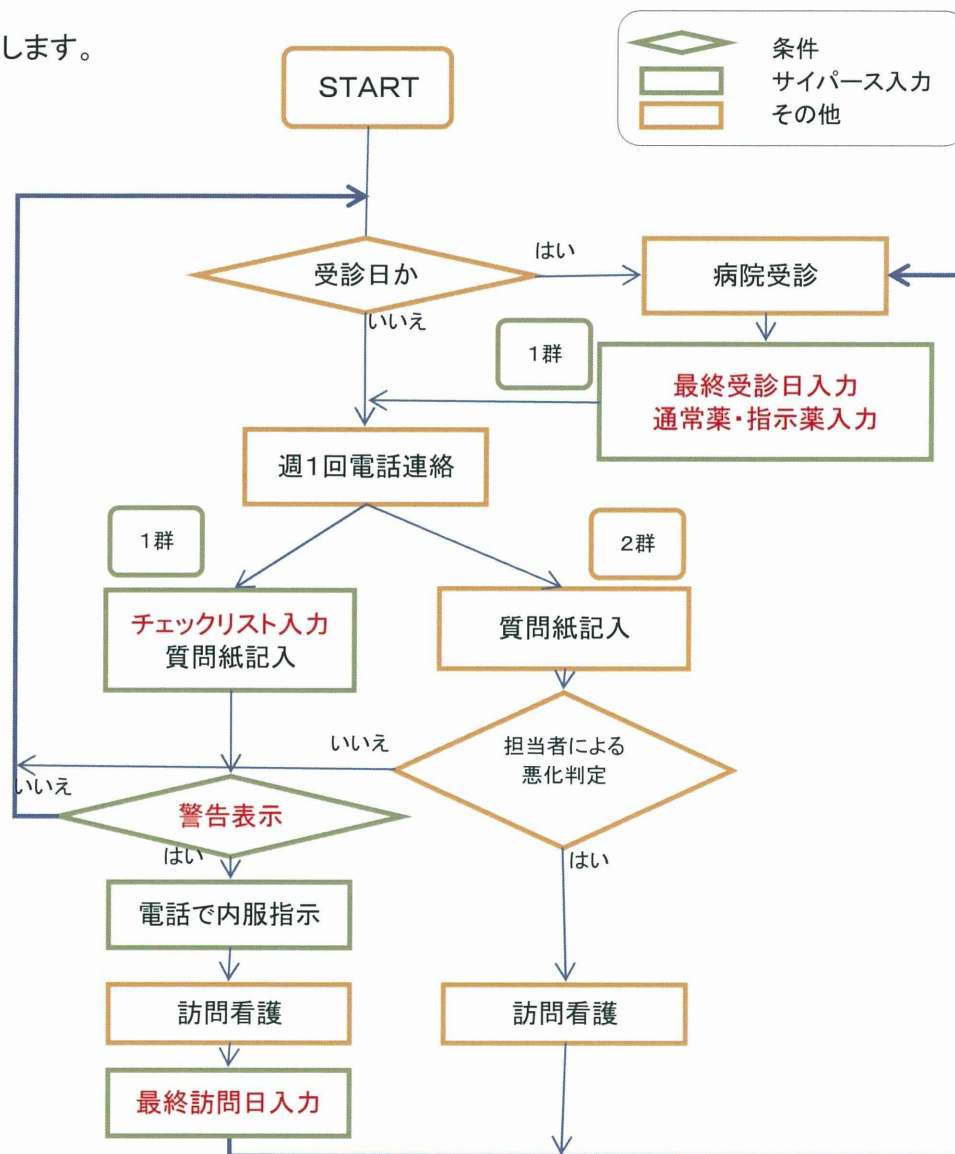 します。
条件
サイパース入力
その他
START
受診日か
はい
病院受診
いいえ
1群
最終受診日入力
通常薬・指示薬入力
週1回電話連絡
1群
2群
チェックリスト入力
質問紙記入
質問紙記入
担当者による
悪化判定
いいえ
いいえ
警告表示
はい
はい
電話で内服指示
訪問看護
訪問看護
最終訪問日入力